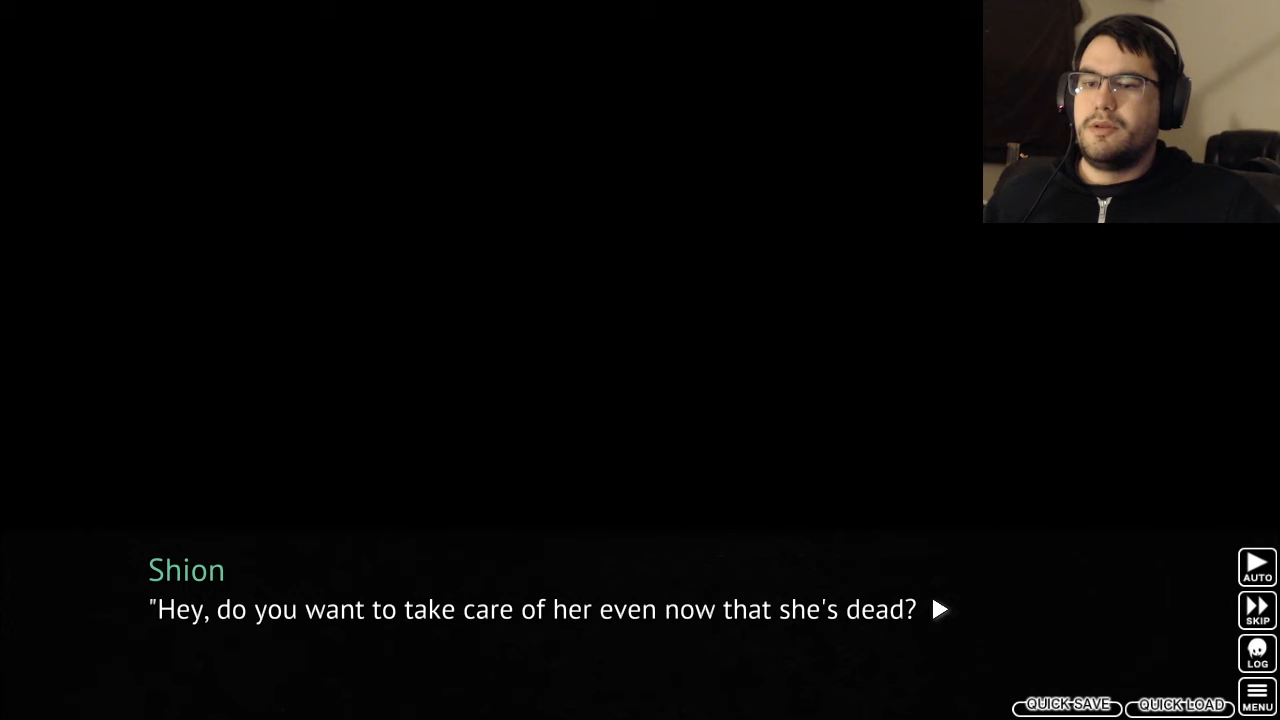 Shion
"Hey, do you want to take care of her even now that she's dead?
AUTO
SKIP
LOG
QUICK SAVE QUICK LOAD MENU